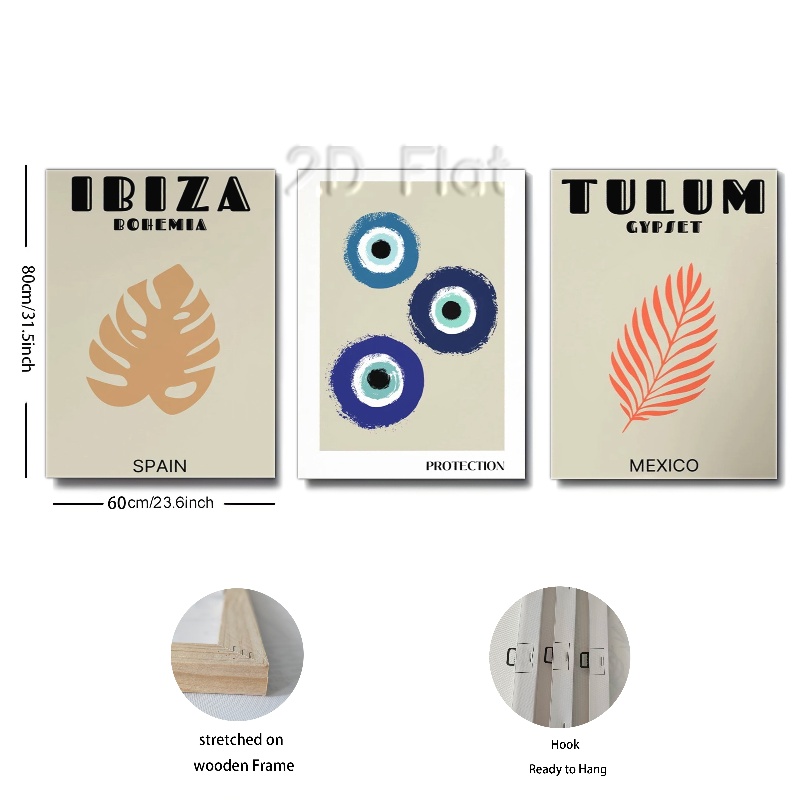 2D Flat
IBIZA
BOHEMIA
SPAIN
PROTECTION
TULUM
GYPSET
MEXICO
80cm/31.5inch
60cm/23.6inch
stretched on
wooden Frame
Hook
Ready to Hang